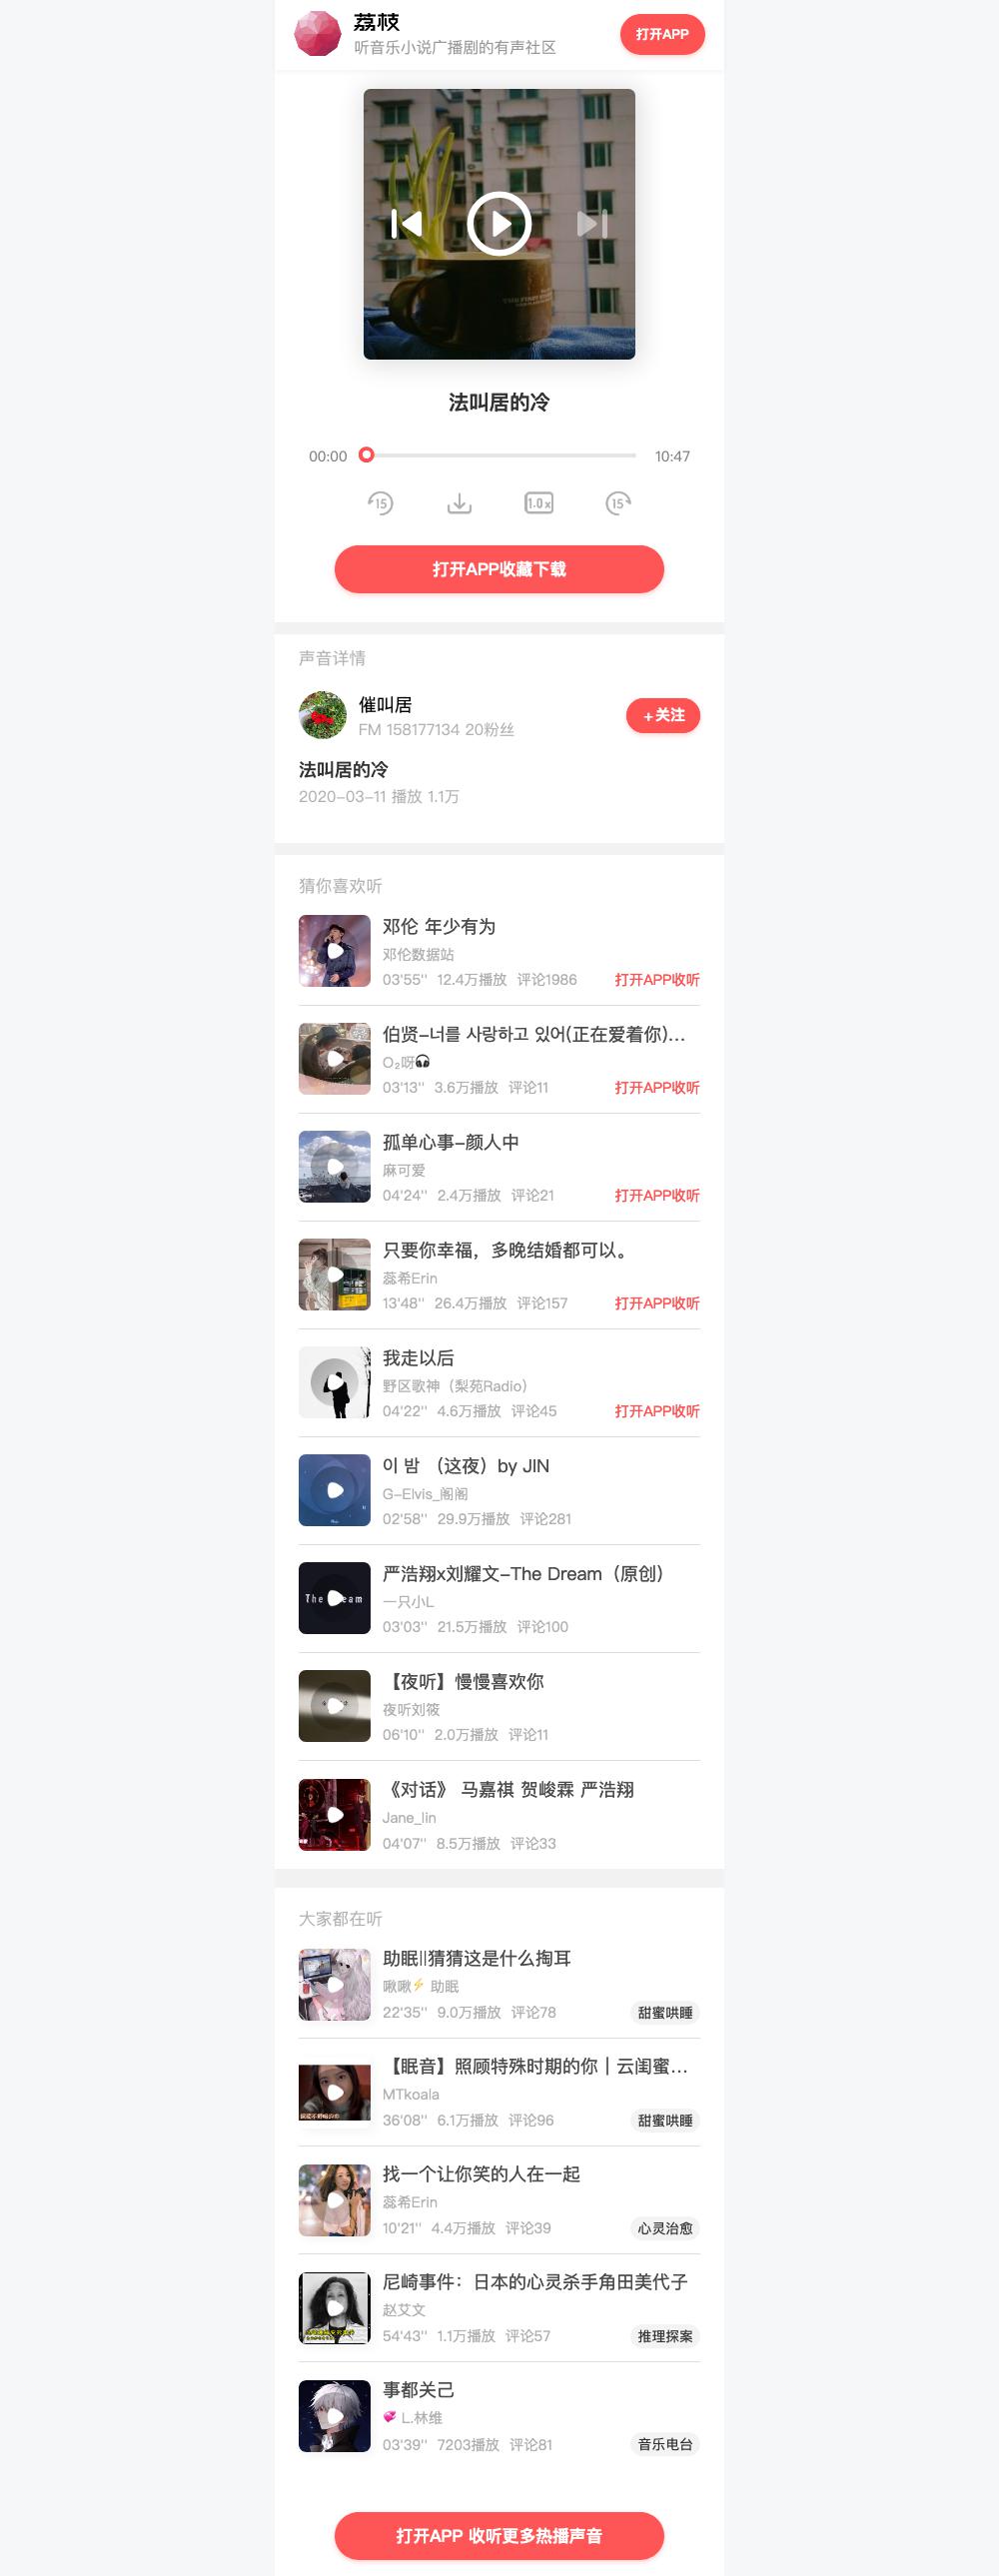 荔枝
听音乐小说广播剧的有声社区
打开APP
法叫居的冷
00:00
10:47
15
1.0x
15
打开APP收藏下载
声音详情
催叫居
FM 158177134 20粉丝
+关注
法叫居的冷
2020-03-11 播放 1.1万
猜你喜欢听
邓伦 年少有为
邓伦数据站
03'55'' 12.4万播放 评论1986 打开APP收听
伯贤-너를 사랑하고 있어(正在爱着你)...
O₂呀🎧
03'13'' 3.6万播放 评论11 打开APP收听
孤单心事-颜人中
麻可爱
04'24'' 2.4万播放 评论21 打开APP收听
只要你幸福，多晚结婚都可以。
蕊希Erin
13'48'' 26.4万播放 评论157 打开APP收听
我走以后
野区歌神（梨苑Radio）
04'22'' 4.6万播放 评论45 打开APP收听
이 밤 （这夜）by JIN
G-Elvis_阁阁
02'58'' 29.9万播放 评论281
严浩翔x刘耀文-The Dream（原创）
一只小L
03'03'' 21.5万播放 评论100
【夜听】慢慢喜欢你
夜听刘筱
06'10'' 2.0万播放 评论11
《对话》 马嘉祺 贺峻霖 严浩翔
Jane_lin
04'07'' 8.5万播放 评论33
大家都在听
助眠||猜猜这是什么掏耳
啾啾⚡ 助眠
22'35'' 9.0万播放 评论78 甜蜜哄睡
【眠音】照顾特殊时期的你 | 云闺蜜...
MTkoala
36'08'' 6.1万播放 评论96 甜蜜哄睡
找一个让你笑的人在一起
蕊希Erin
10'21'' 4.4万播放 评论39 心灵治愈
尼崎事件：日本的心灵杀手角田美代子
赵艾文
54'43'' 1.1万播放 评论57 推理探案
事都关己
💞 L.林维
03'39'' 7203播放 评论81 音乐电台
打开APP 收听更多热播声音